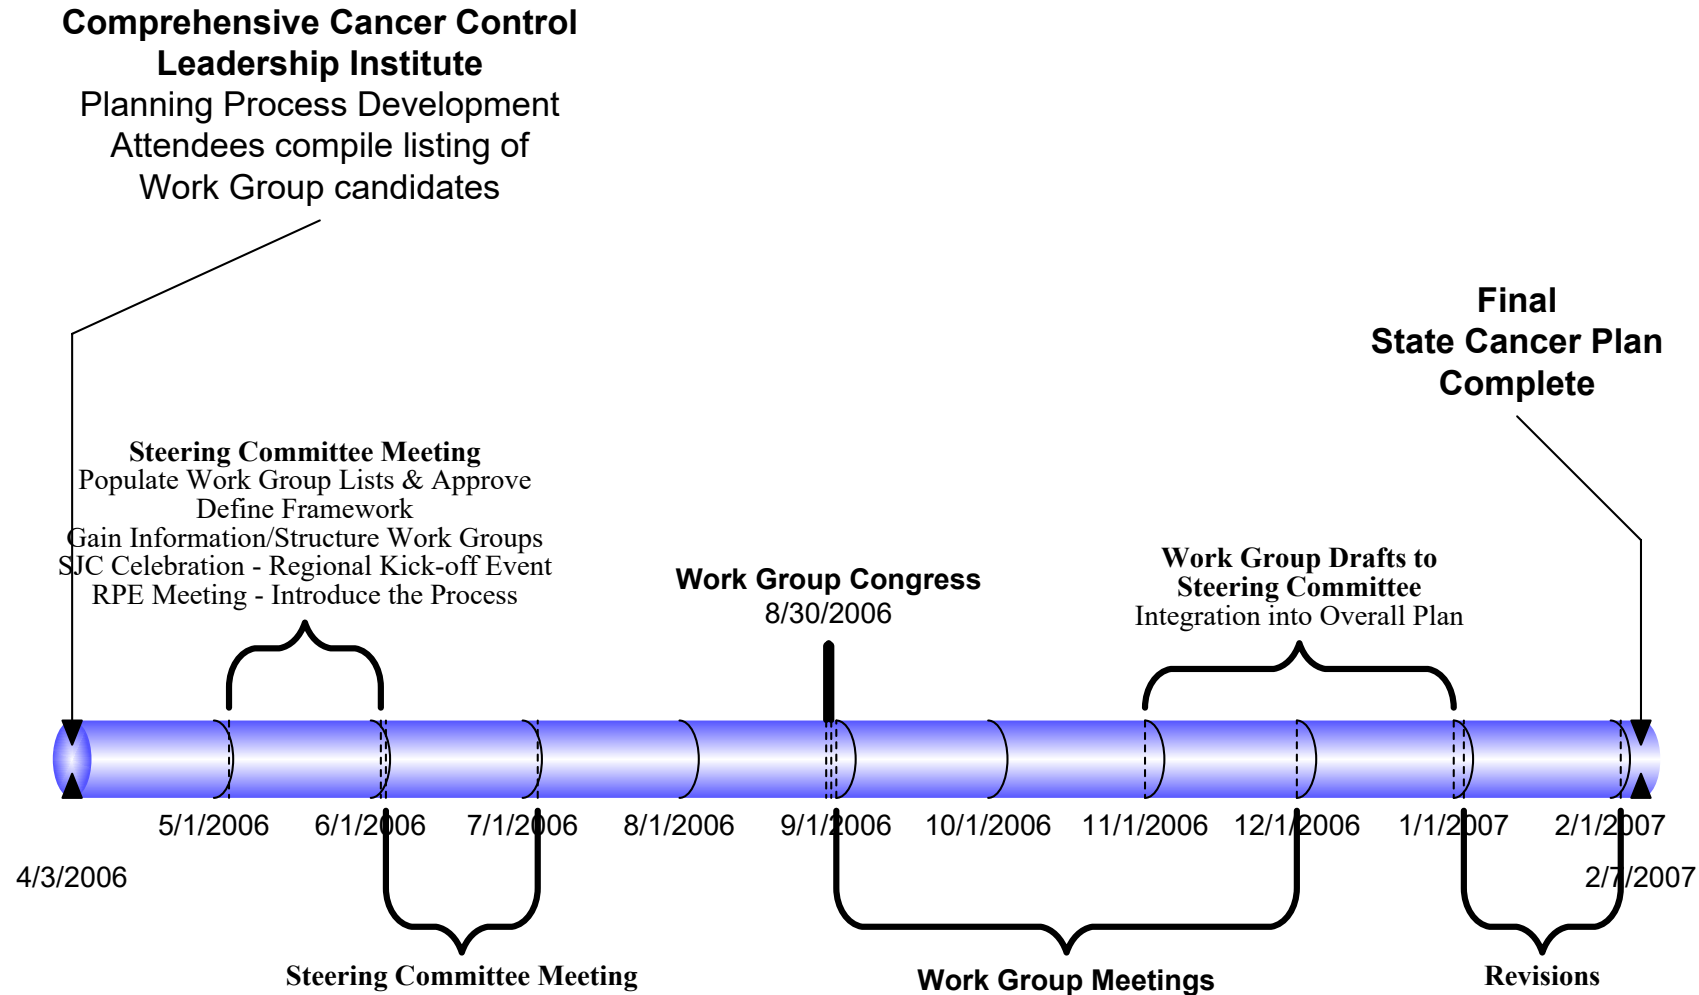 Comprehensive Cancer Control
Leadership Institute
Planning Process Development
Attendees compile listing of
Work Group candidates
Final
State Cancer Plan
Complete
Steering Committee Meeting
Populate Work Group Lists & Approve
Define Framework
Gain Information/Structure Work Groups
SJC Celebration - Regional Kick-off Event
RPE Meeting - Introduce the Process
Work Group Congress
8/30/2006
Work Group Drafts to
Steering Committee
Integration into Overall Plan
5/1/2006 6/1/2006 7/1/2006 8/1/2006 9/1/2006 10/1/2006 11/1/2006 12/1/2006 1/1/2007 2/1/2007
4/3/2006 2/7/2007
Steering Committee Meeting
Work Group Meetings
Revisions